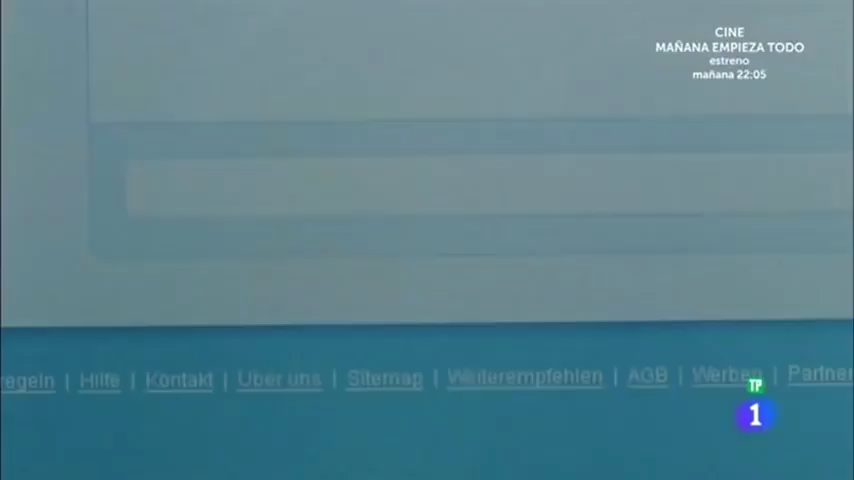 CINE
MAÑANA EMPIEZA TODO
estreno
mañana 22:05
regeln | Hilfe | Kontakt | Über uns | Sitemap | Weiterempfehlen | AGB | Werben | Partner
TP
1